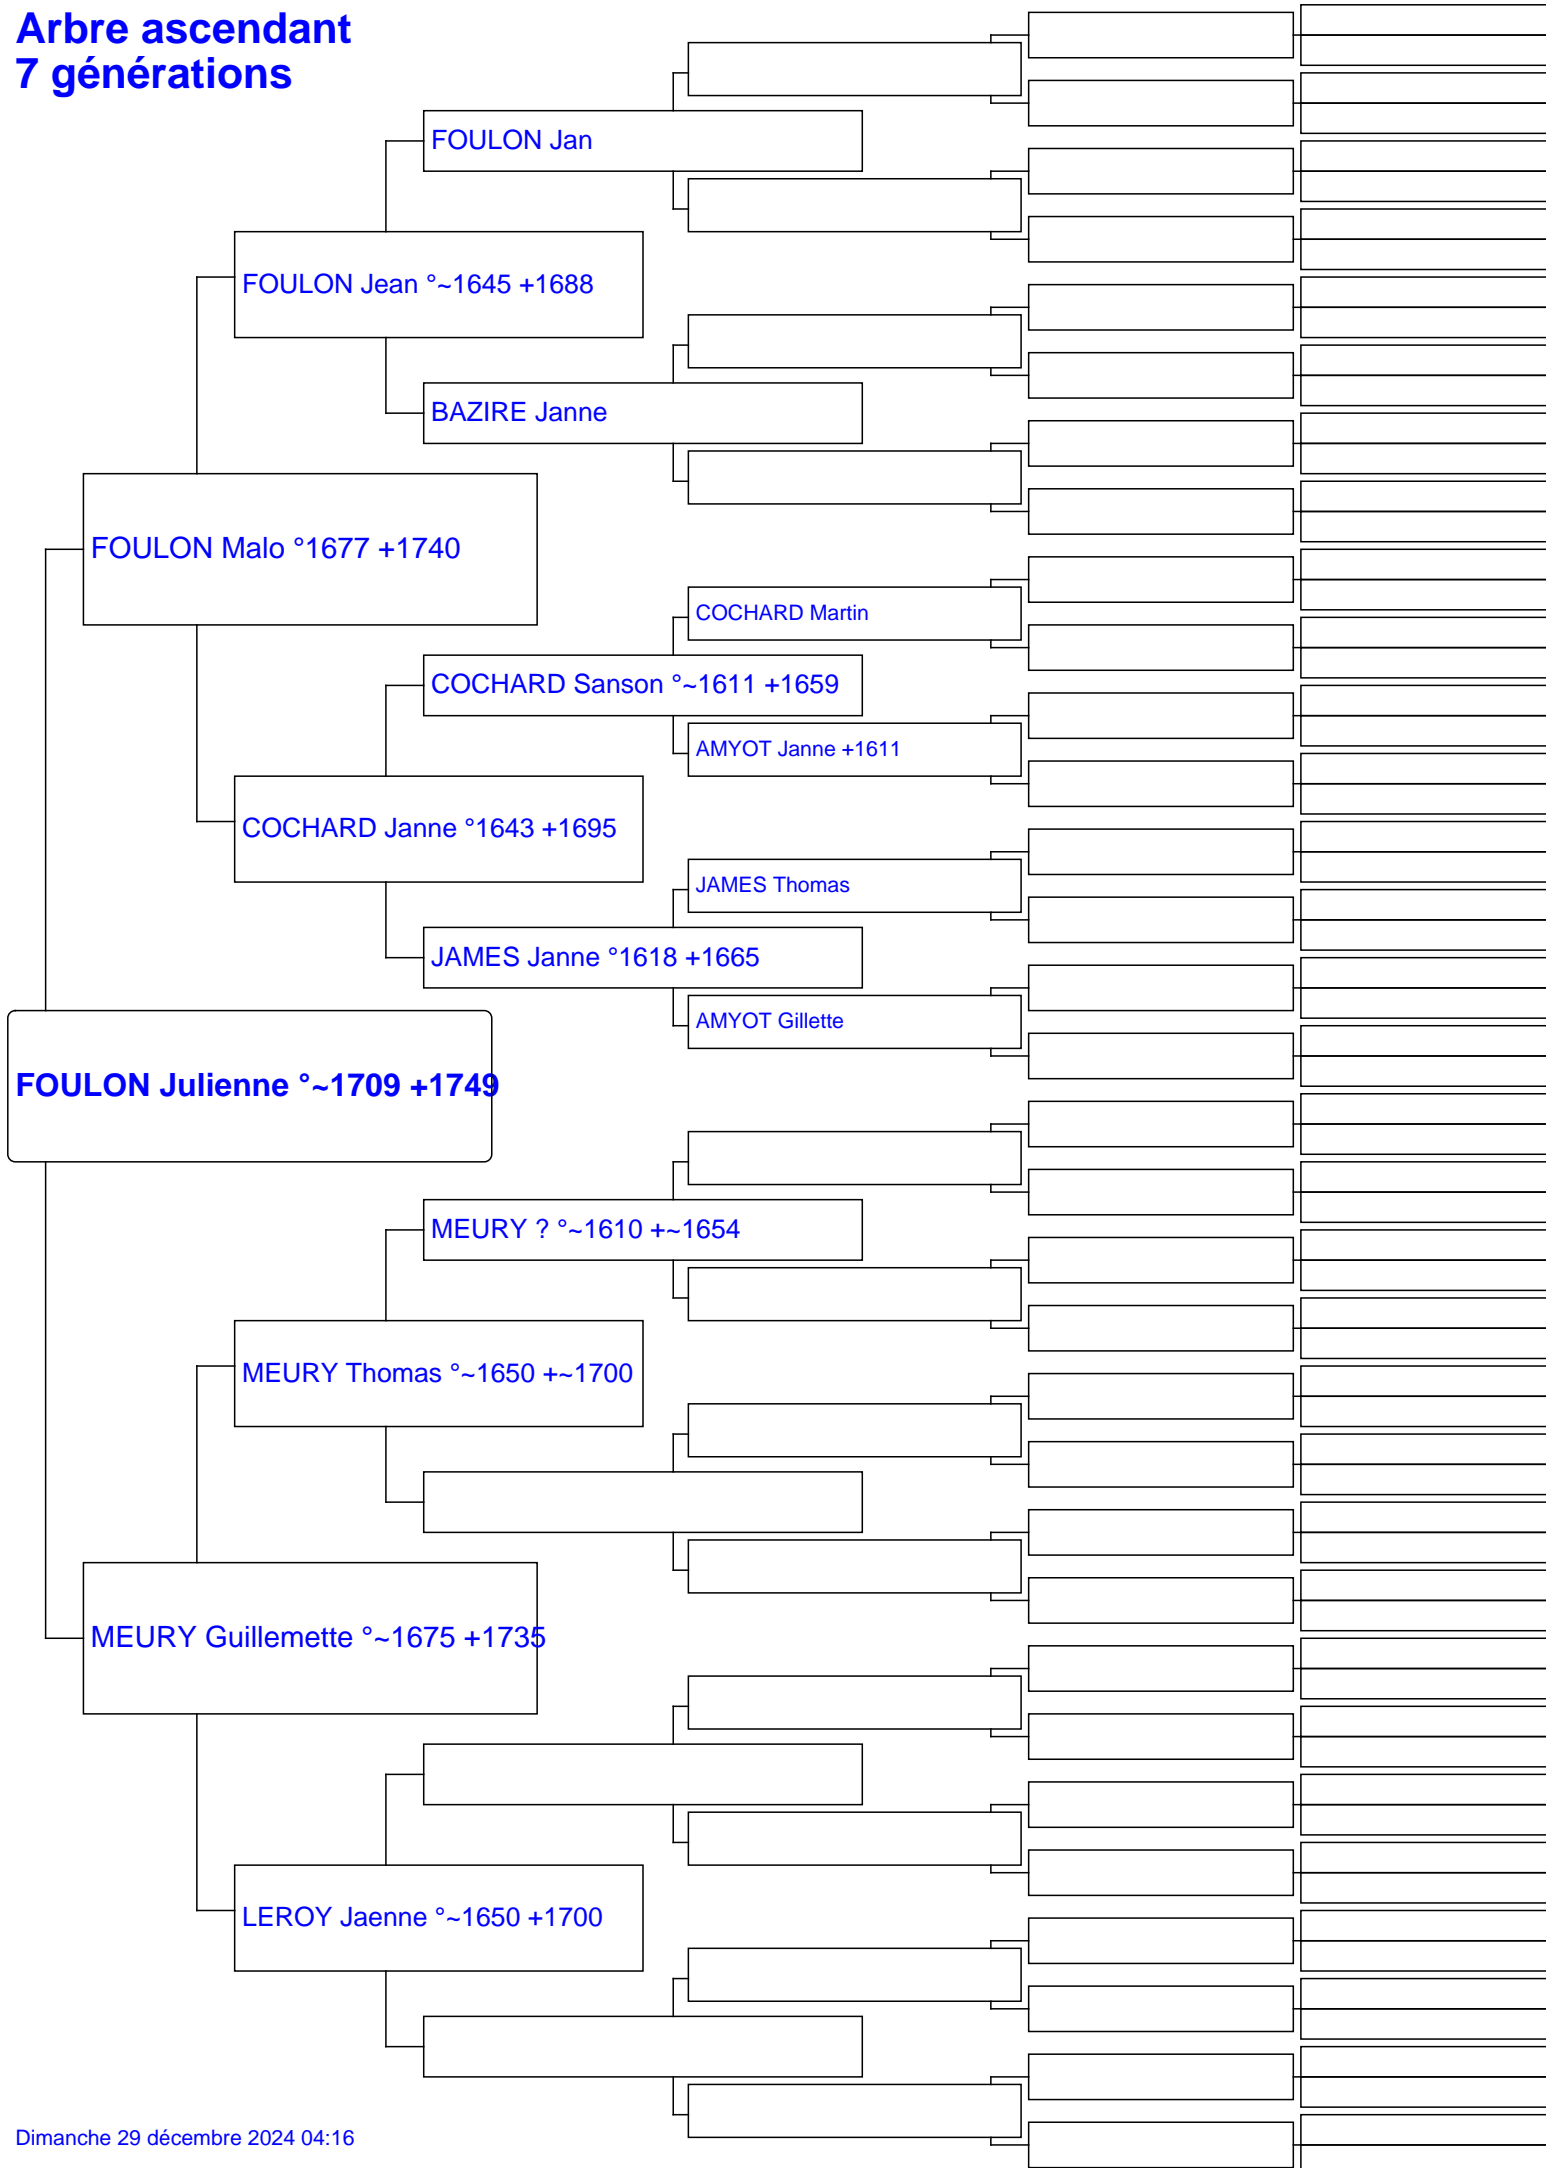 Arbre ascendant
7 générations
FOULON Jan
FOULON Jean °~1645 +1688
BAZIRE Janne
FOULON Malo °1677 +1740
COCHARD Martin
COCHARD Sanson °~1611 +1659
AMYOT Janne +1611
COCHARD Janne °1643 +1695
JAMES Thomas
JAMES Janne °1618 +1665
AMYOT Gillette
FOULON Julienne °~1709 +1749
MEURY ? °~1610 +~1654
MEURY Thomas °~1650 +~1700
MEURY Guillemette °~1675 +1735
LEROY Jaenne °~1650 +1700
Dimanche 29 décembre 2024 04:16